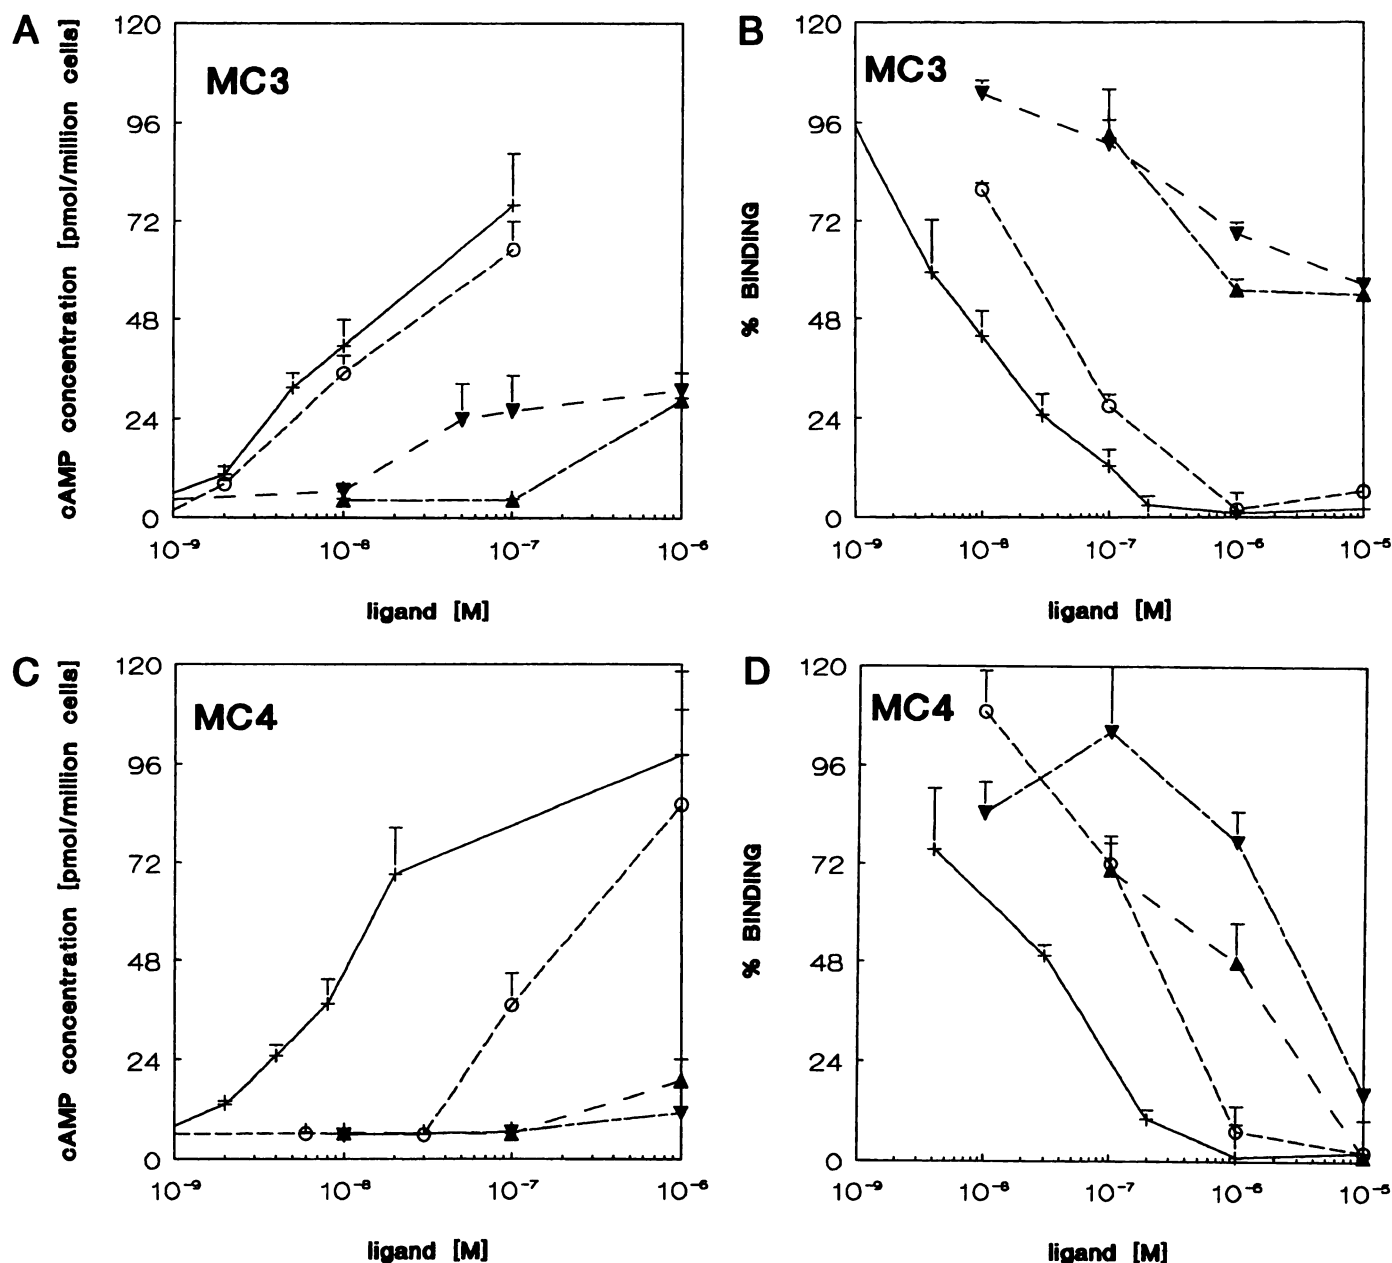 A
cAMP concentration [pmol/million cells]
120
96
72
48
24
0
MC3
10⁻⁹ 10⁻⁸ 10⁻⁷ 10⁻⁶
ligand [M]
B
% BINDING
120
96
72
48
24
0
MC3
10⁻⁹ 10⁻⁸ 10⁻⁷ 10⁻⁶ 10⁻⁵
ligand [M]
C
cAMP concentration [pmol/million cells]
120
96
72
48
24
0
MC4
10⁻⁹ 10⁻⁸ 10⁻⁷ 10⁻⁶
ligand [M]
D
% BINDING
120
96
72
48
24
0
MC4
10⁻⁹ 10⁻⁸ 10⁻⁷ 10⁻⁶ 10⁻⁵
ligand [M]